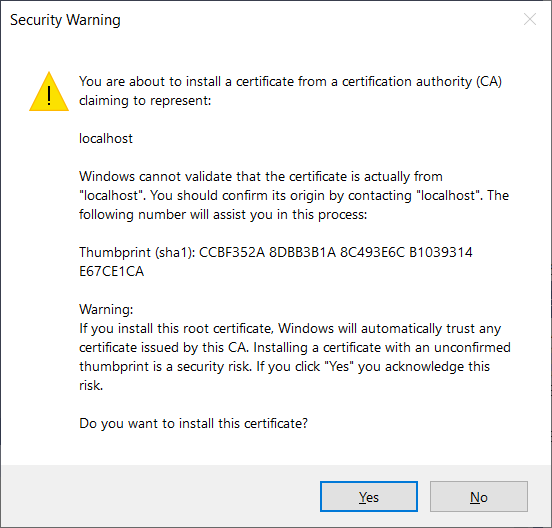 Security Warning
You are about to install a certificate from a certification authority (CA)
claiming to represent:
localhost
Windows cannot validate that the certificate is actually from
"localhost". You should confirm its origin by contacting "localhost". The
following number will assist you in this process:
Thumbprint (sha1): CCBF352A 8DBB3B1A 8C493E6C B1039314
E67CE1CA
Warning:
If you install this root certificate, Windows will automatically trust any
certificate issued by this CA. Installing a certificate with an unconfirmed
thumbprint is a security risk. If you click "Yes" you acknowledge this
risk.
Do you want to install this certificate?
Yes
No